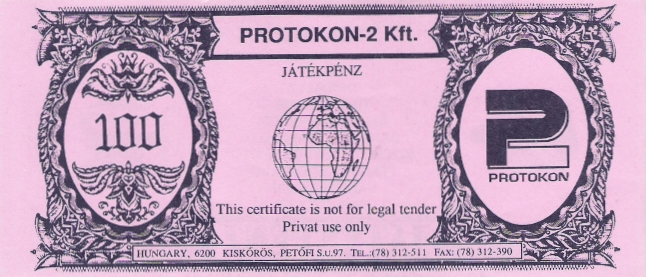 PROTOKON-2 Kft.
JÁTÉKPÉNZ
100
PROTOKON
This certificate is not for legal tender
Privat use only
HUNGARY, 6200 KISKŐRÖS, PETŐFI S.U.97. TEL.:(78) 312-511 FAX: (78) 312-390